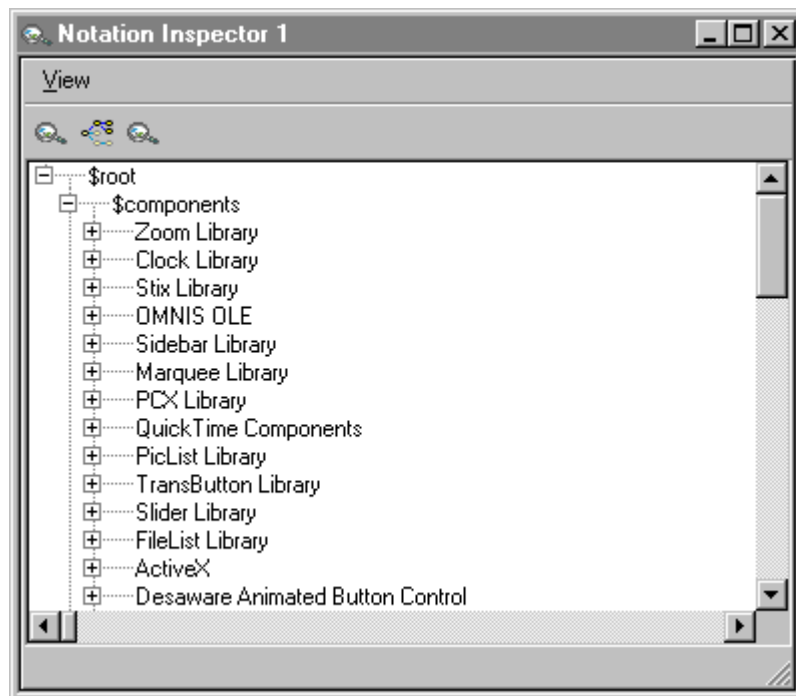 Notation Inspector 1
View
$root
$components
Zoom Library
Clock Library
Stix Library
OMNIS OLE
Sidebar Library
Marquee Library
PCX Library
QuickTime Components
PicList Library
TransButton Library
Slider Library
FileList Library
ActiveX
Desaware Animated Button Control